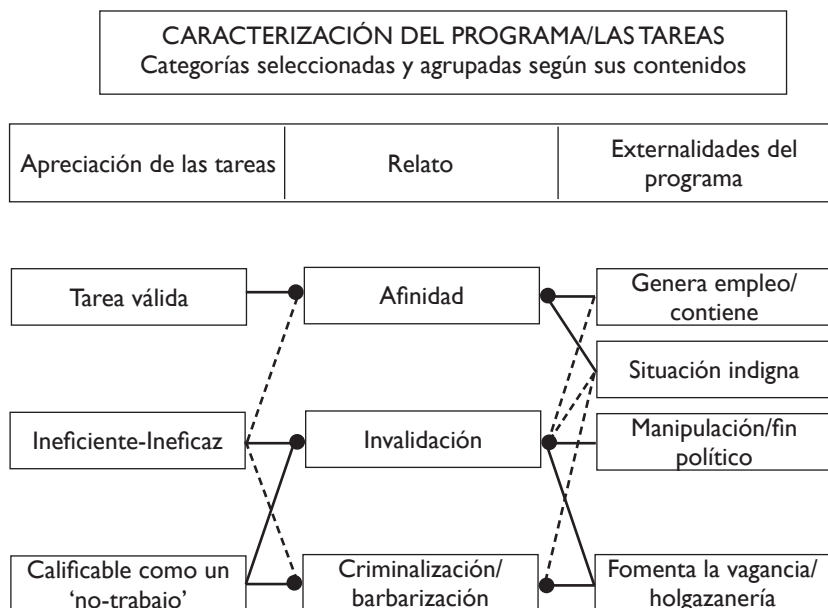 CARACTERIZACIÓN DEL PROGRAMA/LAS TAREAS
Categorías seleccionadas y agrupadas según sus contenidos
Apreciación de las tareas
Relato
Externalidades del
programa
Tarea válida
Afinidad
Genera empleo/
contiene
Situación indigna
Ineficiente-Ineficaz
Invalidación
Manipulación/fin
político
Calificable como un
‘no-trabajo’
Criminalización/
barbarización
Fomenta la vagancia/
holgazanería